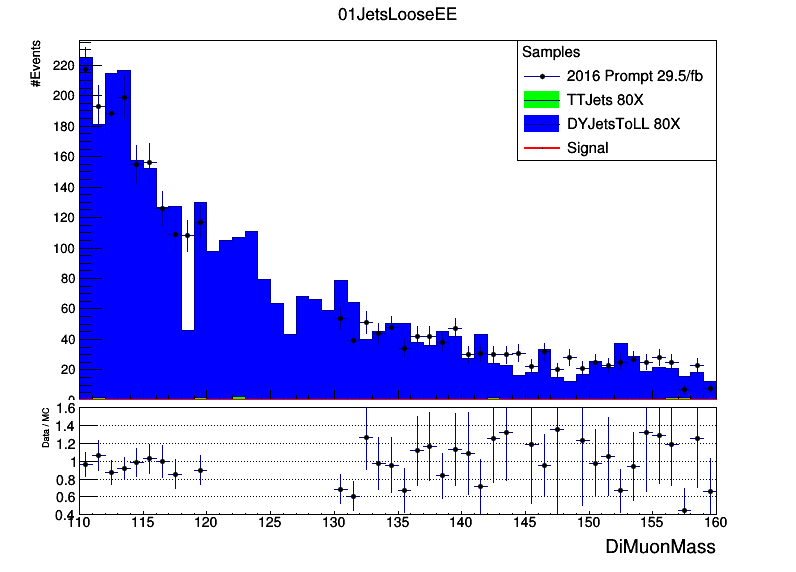 01JetsLooseEE
#Events
Samples
2016 Prompt 29.5/fb
TTJets 80X
DYJetsToLL 80X
Signal
220
200
180
160
140
120
100
80
60
40
20
0
Data / MC
1.6
1.4
1.2
1
0.8
0.6
0.4
110 115 120 125 130 135 140 145 150 155 160
DiMuonMass